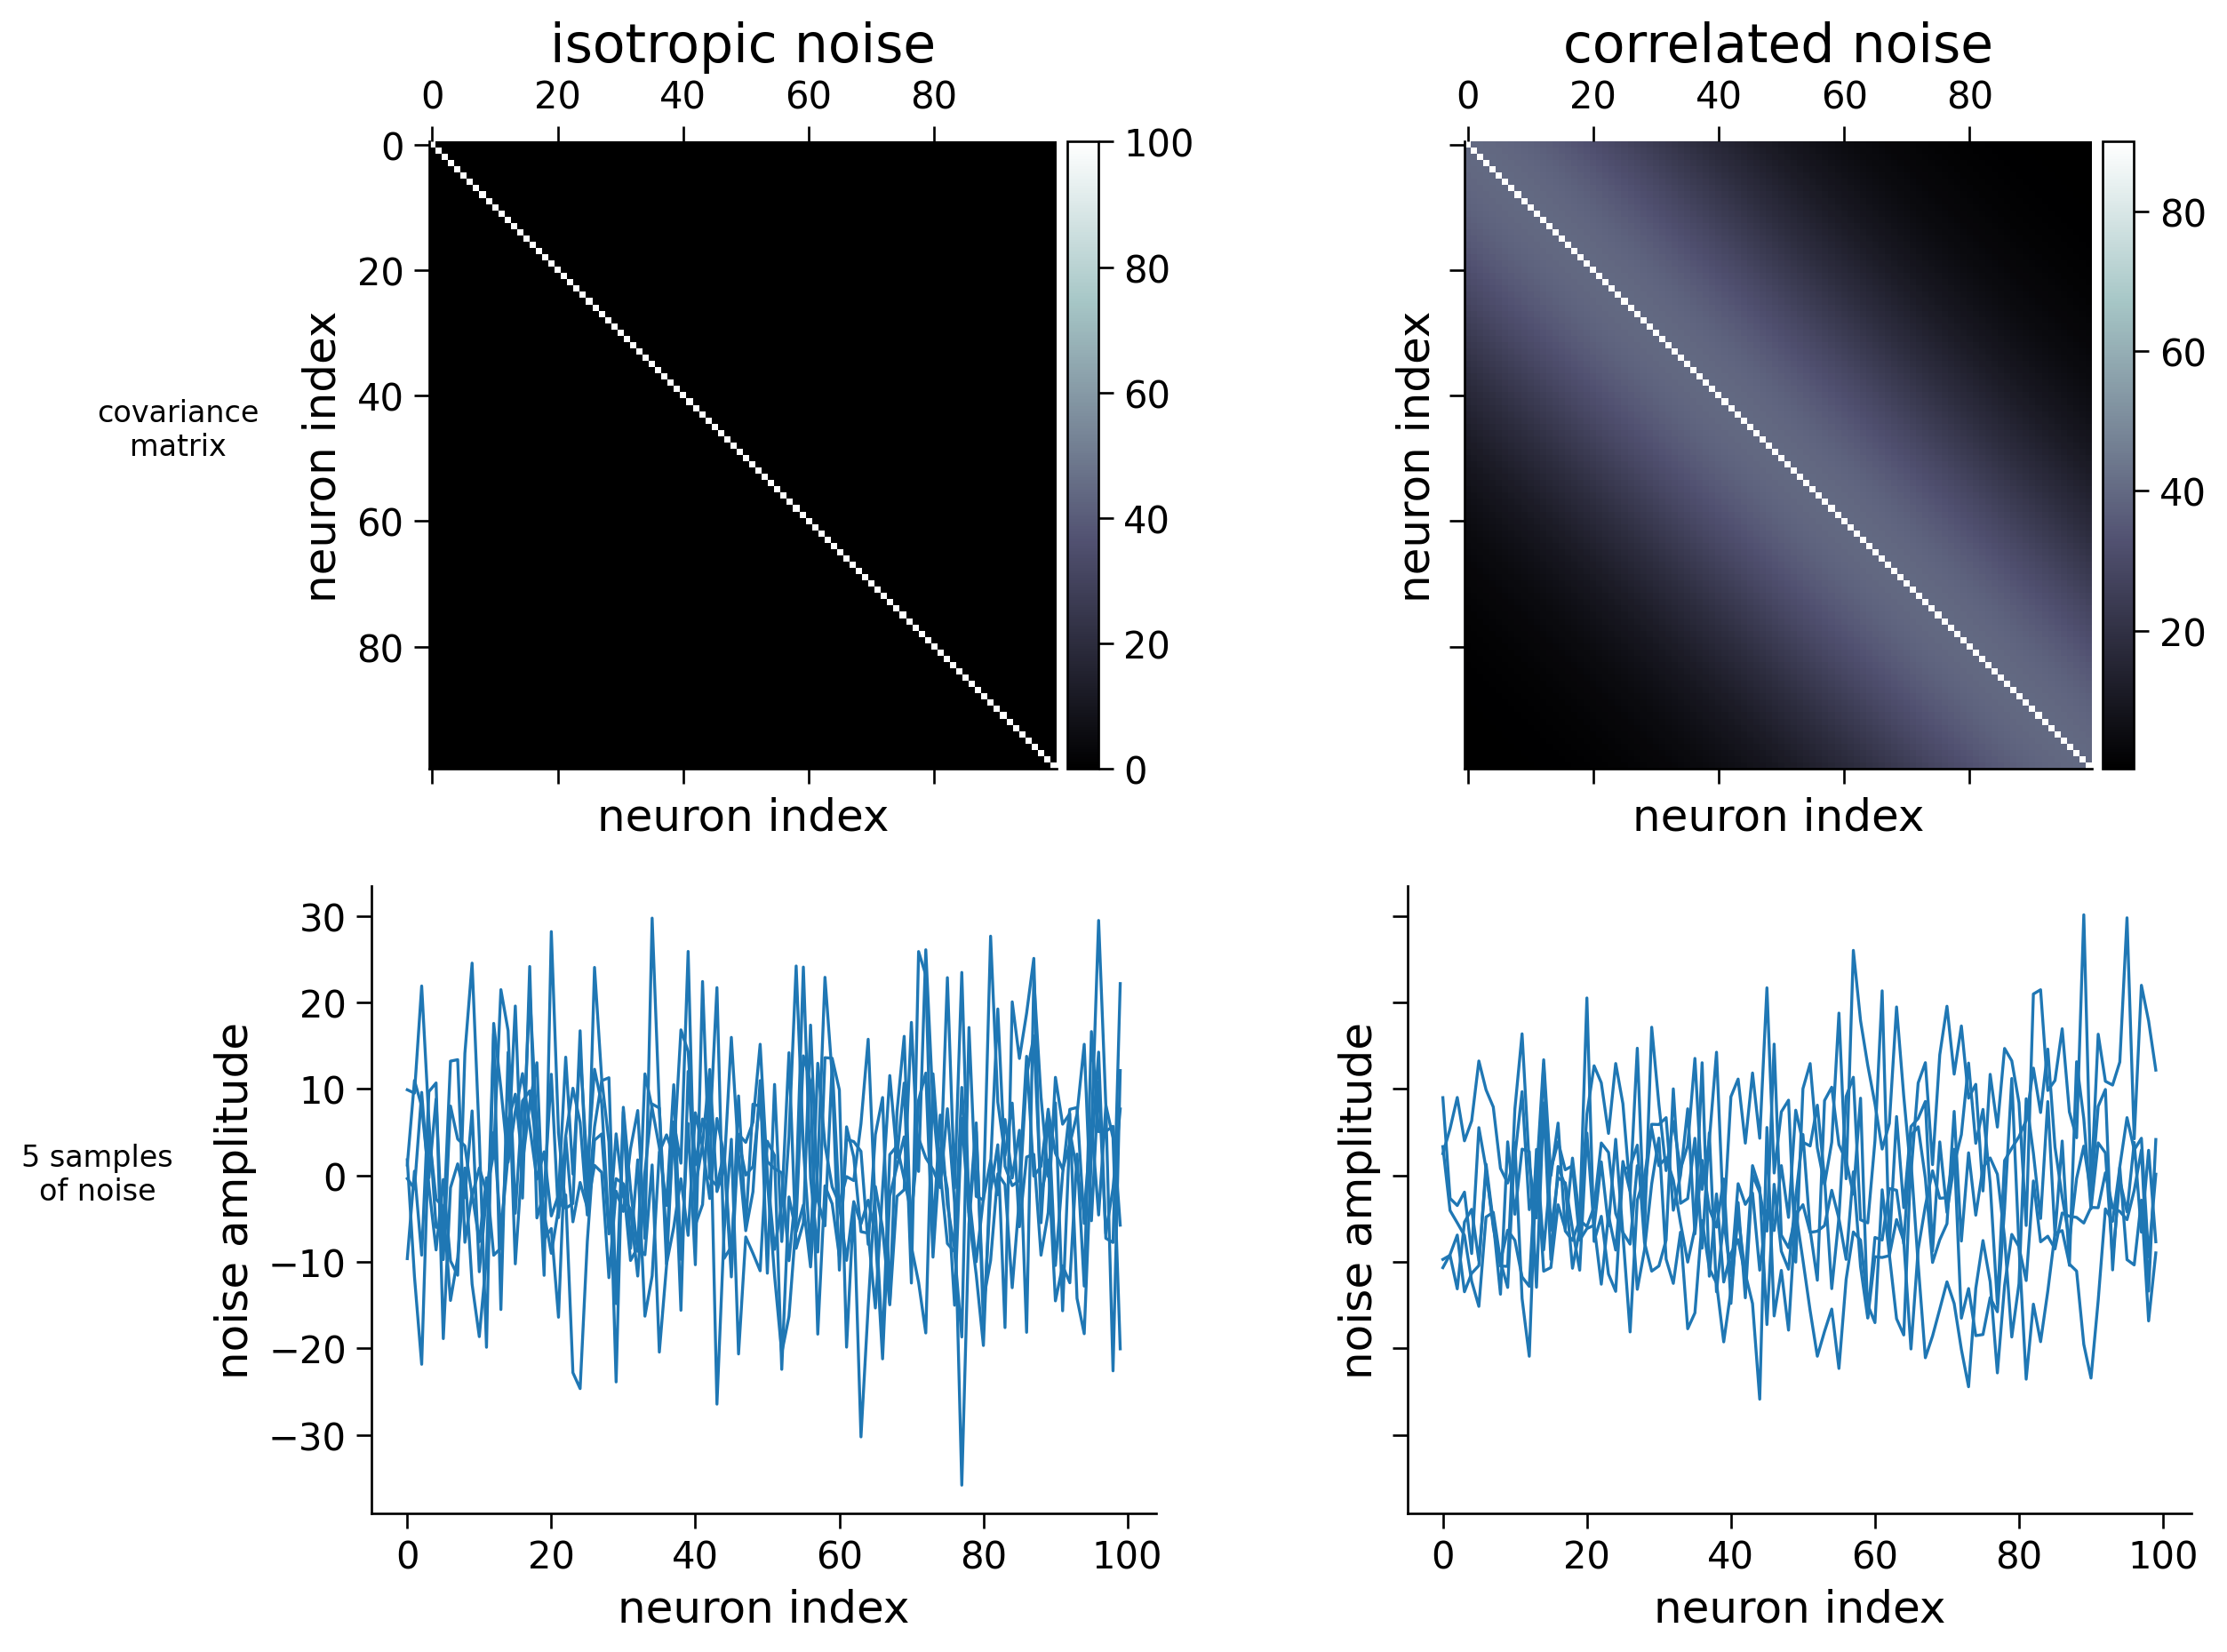 isotropic noise
correlated noise
0 20 40 60 80
0 20 40 60 80
0
20
40
60
80
neuron index
covariance
matrix
100
80
60
40
20
0
neuron index
80
60
40
20
neuron index
neuron index
30
20
10
0
−10
−20
−30
noise amplitude
5 samples
of noise
noise amplitude
0 20 40 60 80 100
0 20 40 60 80 100
neuron index
neuron index